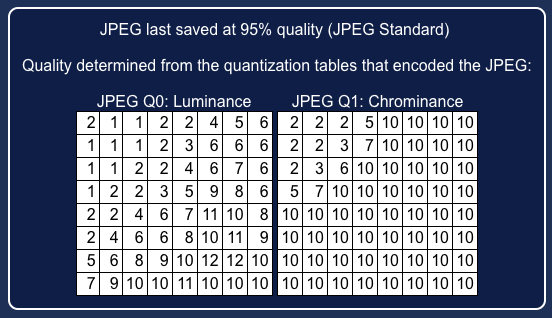 JPEG last saved at 95% quality (JPEG Standard)
Quality determined from the quantization tables that encoded the JPEG:
JPEG Q0: Luminance JPEG Q1: Chrominance
2 1 1 2 2 4 5 6 2 2 2 5 10 10 10 10
1 1 1 2 3 6 6 6 2 2 3 7 10 10 10 10
1 1 2 2 4 6 7 6 2 3 6 10 10 10 10 10
1 2 2 3 5 9 8 6 5 7 10 10 10 10 10 10
2 2 4 6 7 11 10 8 10 10 10 10 10 10 10 10
2 4 6 6 8 10 11 9 10 10 10 10 10 10 10 10
5 6 8 9 10 12 12 10 10 10 10 10 10 10 10 10
7 9 10 10 11 10 10 10 10 10 10 10 10 10 10 10